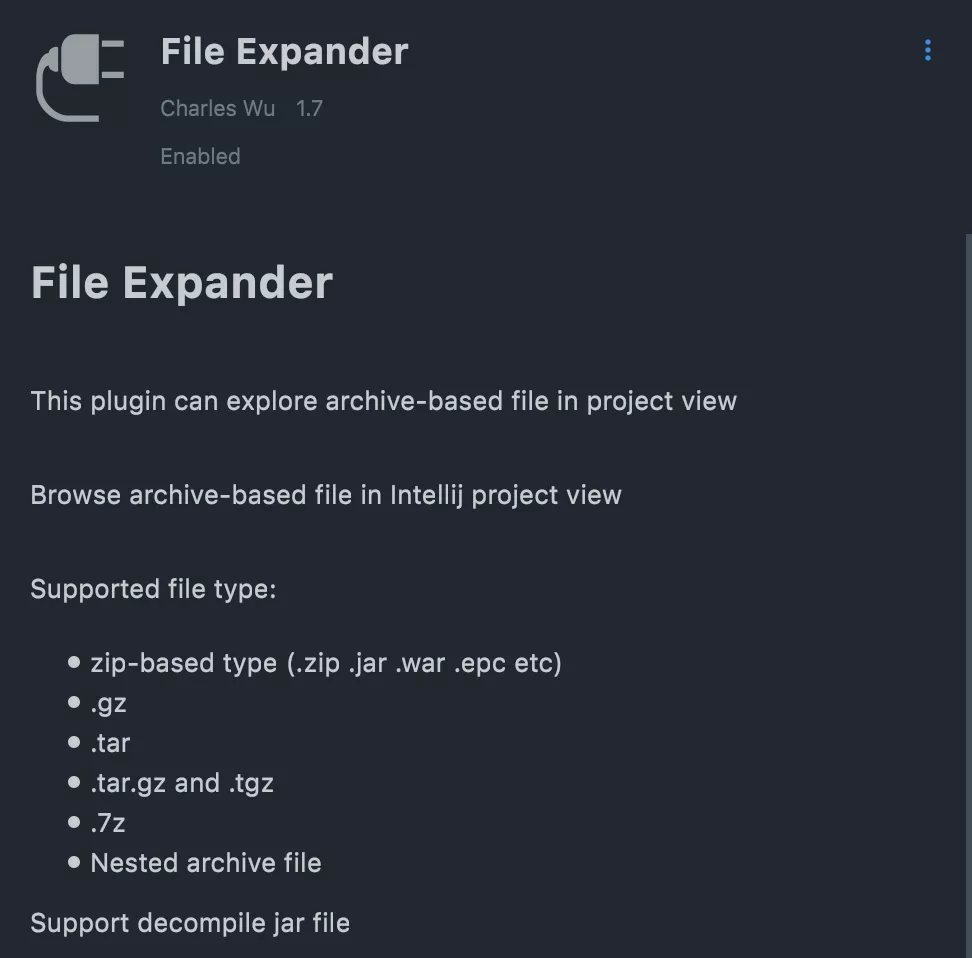 File Expander
Charles Wu 1.7
Enabled
File Expander
This plugin can explore archive-based file in project view
Browse archive-based file in Intellij project view
Supported file type:
zip-based type (.zip .jar .war .epc etc)
.gz
.tar
.tar.gz and .tgz
.7z
Nested archive file
Support decompile jar file